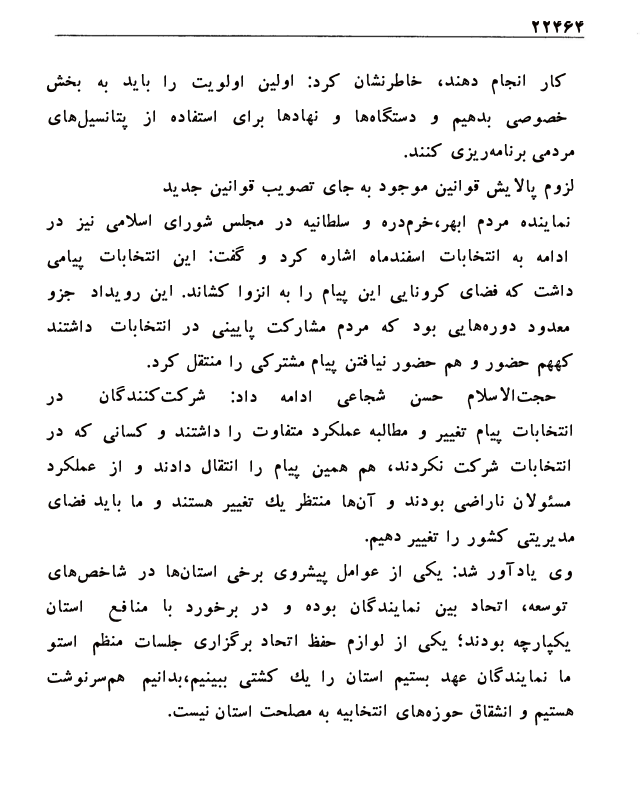 ۲۲۴۶۴
کار انجام دهند، خاطرنشان کرد: اولین اولویت را باید به بخش
خصوصی بدهیم و دستگاه‌ها و نهادها برای استفاده از پتانسیل‌های
مردمی برنامه‌ریزی کنند.
لزوم پالایش قوانین موجود به جای تصویب قوانین جدید
نماینده مردم ابهر،خرم‌دره و سلطانیه در مجلس شورای اسلامی نیز در
ادامه به انتخابات اسفندماه اشاره کرد و گفت: این انتخابات پیامی
داشت که فضای کرونایی این پیام را به انزوا کشاند. این رویداد جزو
معدود دوره‌هایی بود که مردم مشارکت پایینی در انتخابات داشتند
کههم حضور و هم حضور نیافتن پیام مشترکی را منتقل کرد.
حجت‌الاسلام حسن شجاعی ادامه داد: شرکت‌کنندگان در
انتخابات پیام تغییر و مطالبه عملکرد متفاوت را داشتند و کسانی که در
انتخابات شرکت نکردند، هم همین پیام را انتقال دادند و از عملکرد
مسئولان ناراضی بودند و آن‌ها منتظر یك تغییر هستند و ما باید فضای
مدیریتی کشور را تغییر دهیم.
وی یادآور شد: یکی از عوامل پیشروی برخی استان‌ها در شاخص‌های
توسعه، اتحاد بین نمایندگان بوده و در برخورد با منافع استان
یکپارچه بودند؛ یکی از لوازم حفظ اتحاد برگزاری جلسات منظم استو
ما نمایندگان عهد بستیم استان را یك کشتی ببینیم،بدانیم هم‌سرنوشت
هستیم و انشقاق حوزه‌های انتخابیه به مصلحت استان نیست.